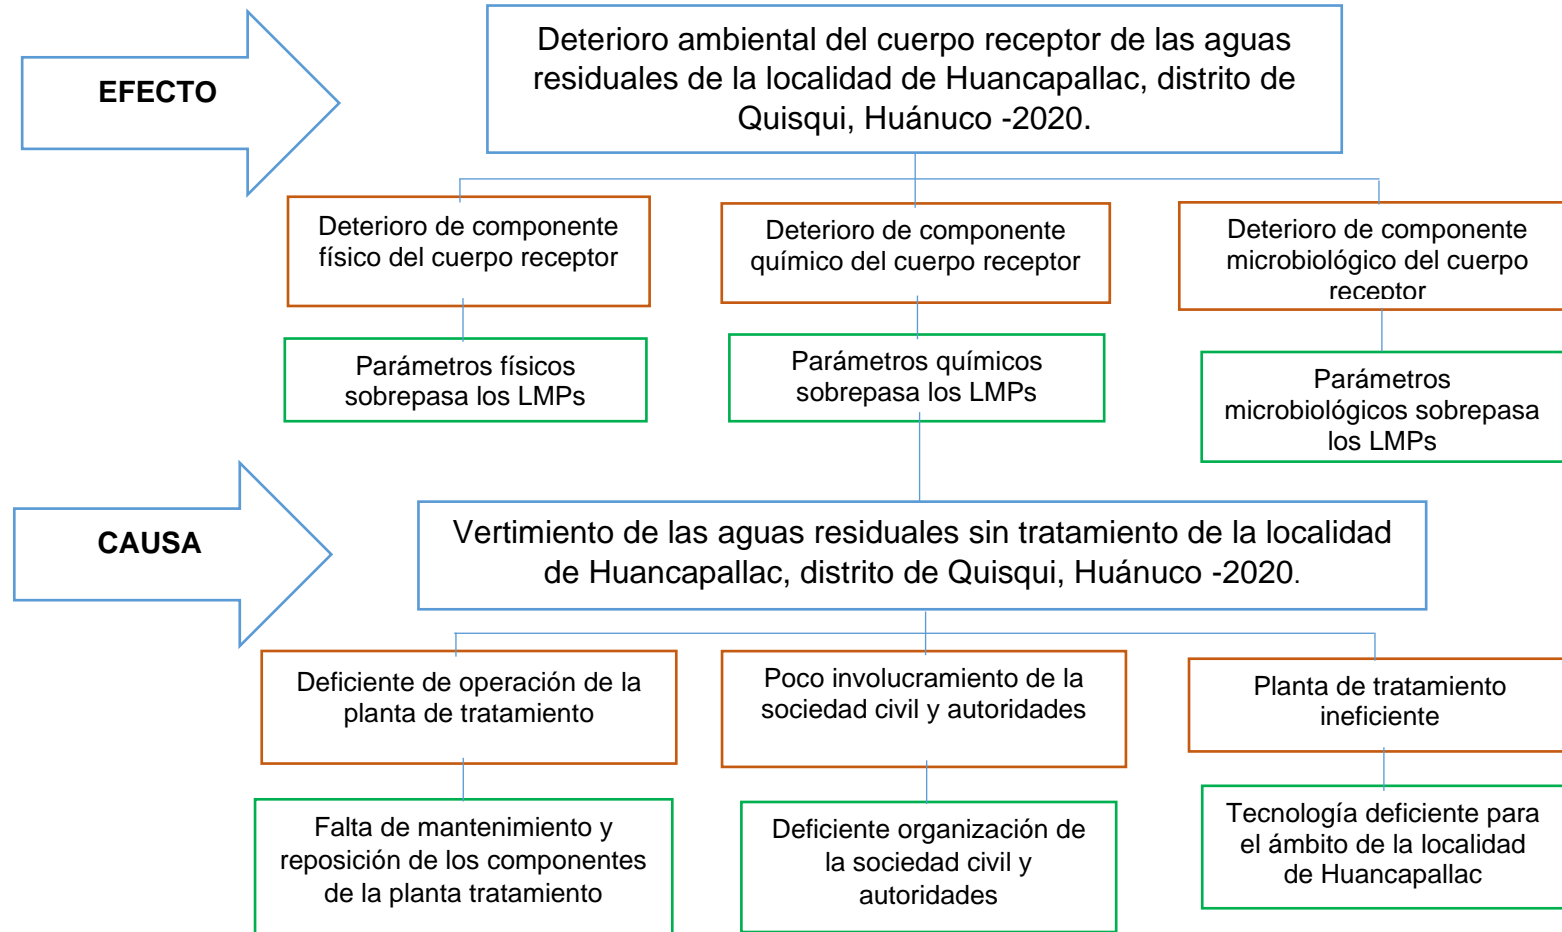 EFECTO
Deterioro ambiental del cuerpo receptor de las aguas
residuales de la localidad de Huancapallac, distrito de
Quisqui, Huánuco -2020.
Deterioro de componente
físico del cuerpo receptor
Deterioro de componente
químico del cuerpo receptor
Deterioro de componente
microbiológico del cuerpo
receptor
Parámetros físicos
sobrepasa los LMPs
Parámetros químicos
sobrepasa los LMPs
Parámetros
microbiológicos sobrepasa
los LMPs
CAUSA
Vertimiento de las aguas residuales sin tratamiento de la localidad
de Huancapallac, distrito de Quisqui, Huánuco -2020.
Deficiente de operación de la
planta de tratamiento
Poco involucramiento de la
sociedad civil y autoridades
Planta de tratamiento
ineficiente
Falta de mantenimiento y
reposición de los componentes
de la planta tratamiento
Deficiente organización de
la sociedad civil y
autoridades
Tecnología deficiente para
el ámbito de la localidad
de Huancapallac